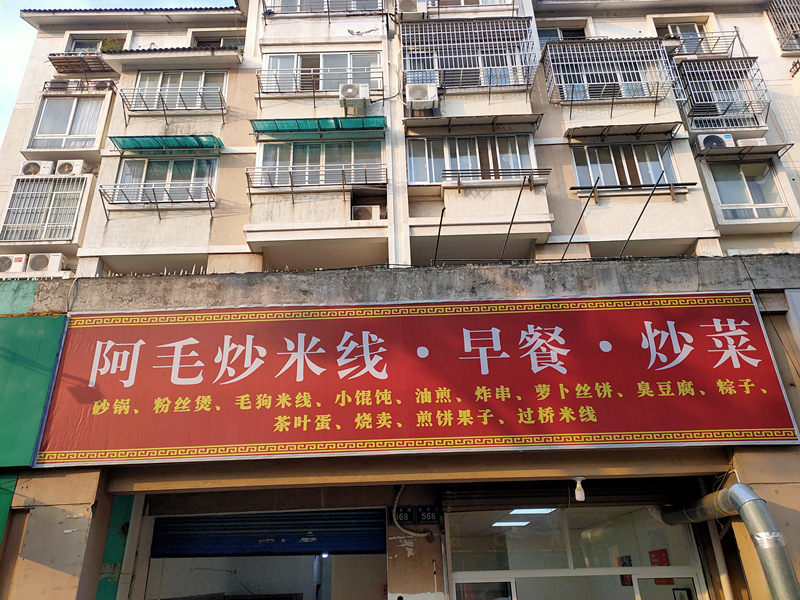 阿毛炒米线·早餐·炒菜
砂锅、粉丝煲、毛狗米线、小馄饨、油煎、炸串、萝卜丝饼、臭豆腐、粽子、
茶叶蛋、烧卖、煎饼果子、过桥米线
568 566